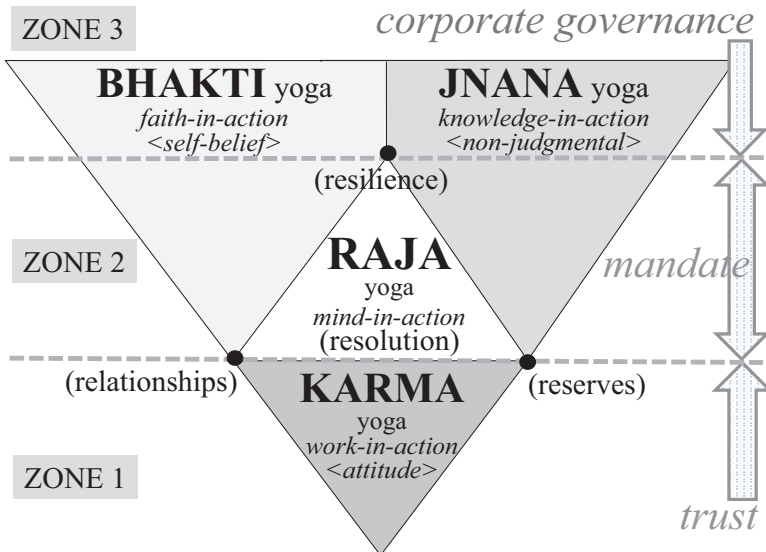 ZONE 3
corporate governance
BHAKTI yoga
faith-in-action
<self-belief>
JNANA yoga
knowledge-in-action
<non-judgmental>
(resilience)
ZONE 2
RAJA
yoga
mind-in-action
(resolution)
mandate
(relationships)
(reserves)
KARMA
yoga
work-in-action
<attitude>
ZONE 1
trust